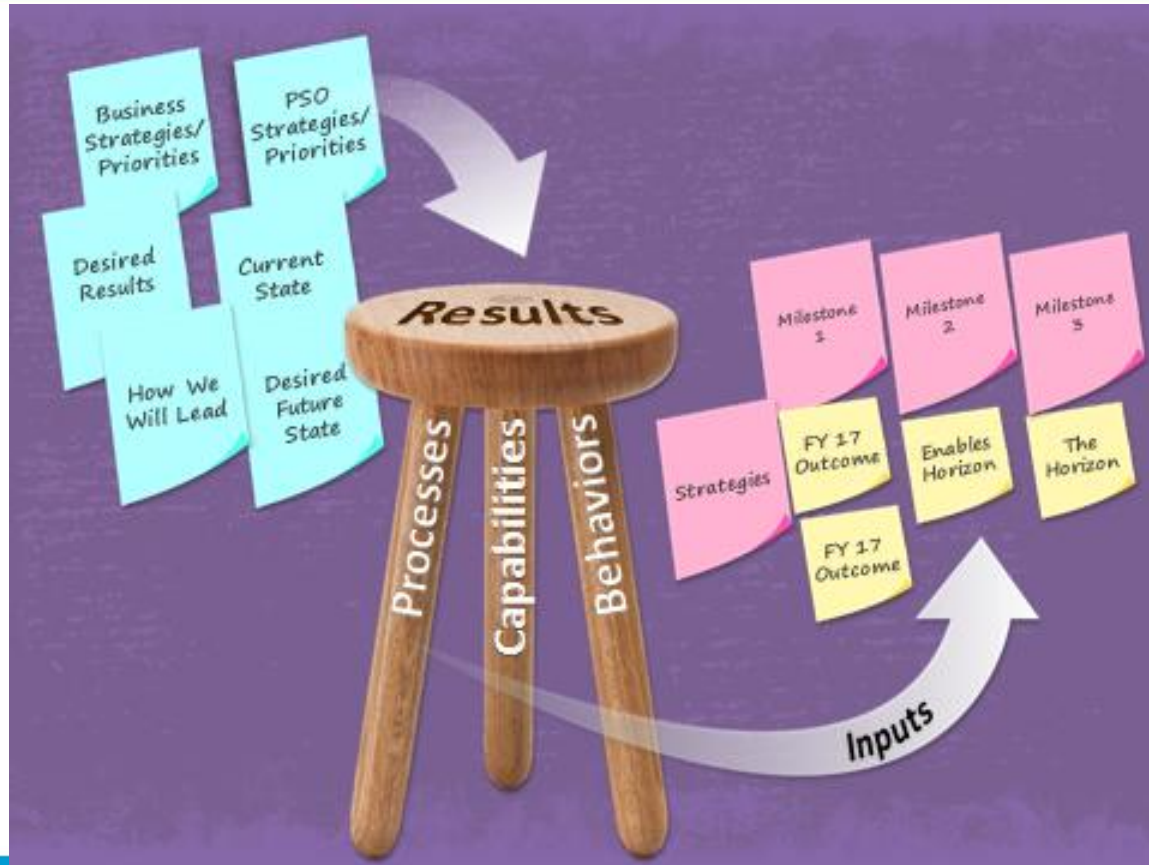 Business
Strategies/
Priorities
PSO
Strategies/
Priorities
Desired
Results
Current
State
How We
Will Lead
Desired
Future
State
Results
Processes
Capabilities
Behaviors
Milestone
1
Milestone
2
Milestone
3
Strategies
FY 17
Outcome
Enables
Horizon
The
Horizon
FY 17
Outcome
Inputs